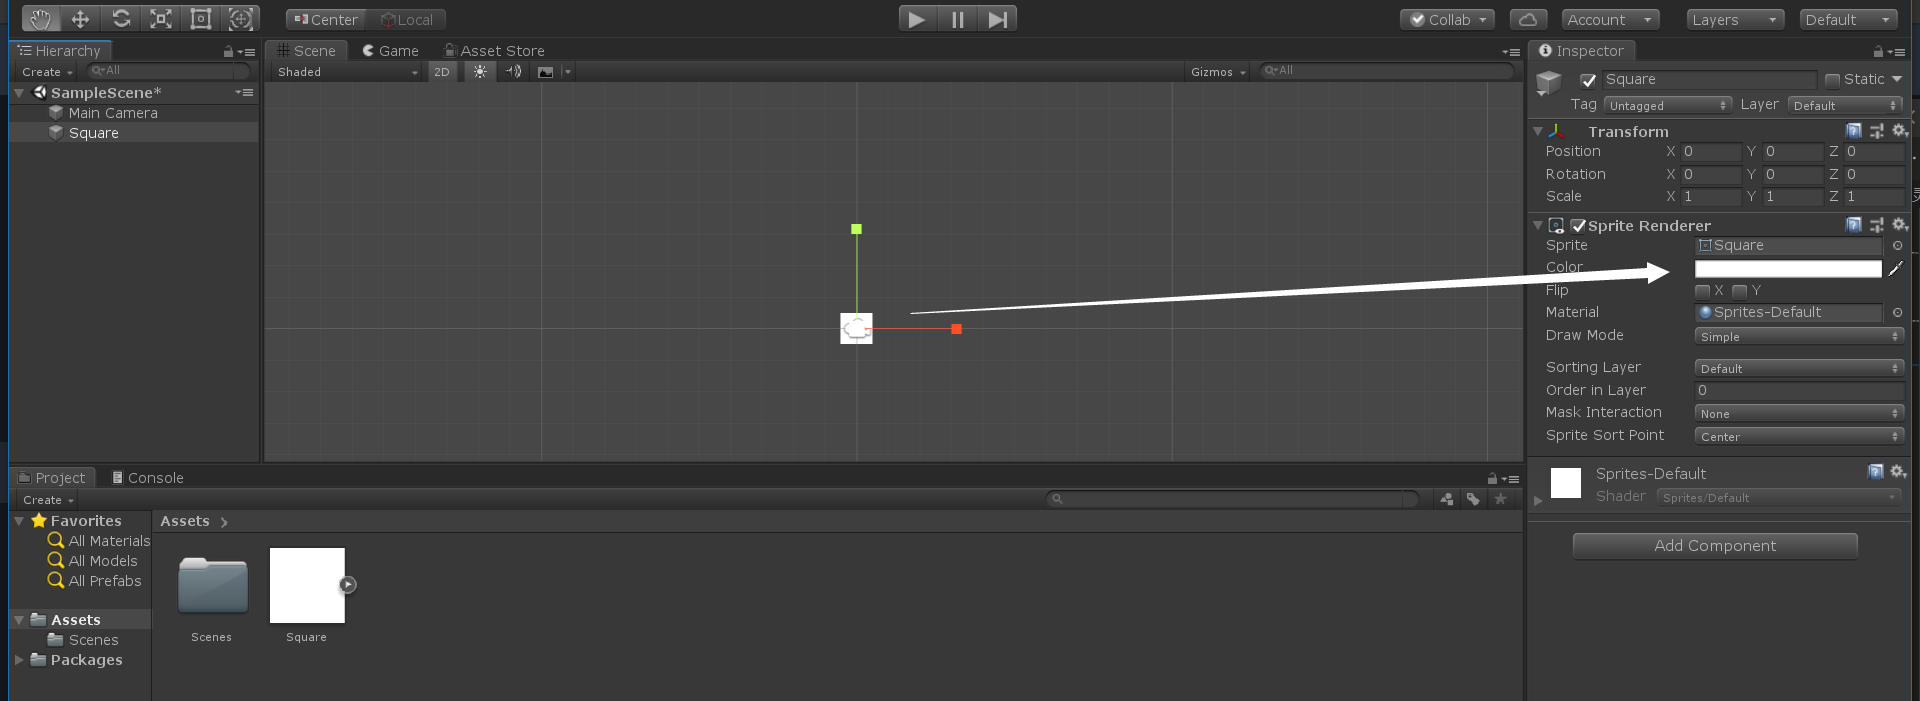 Center Local Collab Account Layers Default
Hierarchy
Create All
SampleScene*
Main Camera
Square
Scene Game Asset Store
Shaded 2D Gizmos All
Inspector
Square Static
Tag Untagged Layer Default
Transform
Position X 0 Y 0 Z 0
Rotation X 0 Y 0 Z 0
Scale X 1 Y 1 Z 1
Sprite Renderer
Sprite Square
Color
Flip X Y
Material Sprites-Default
Draw Mode Simple
Sorting Layer Default
Order in Layer 0
Mask Interaction None
Sprite Sort Point Center
Sprites-Default
Shader Sprites/Default
Add Component
Project Console
Create
Favorites
All Materials
All Models
All Prefabs
Assets
Scenes
Packages
Assets
Scenes Square